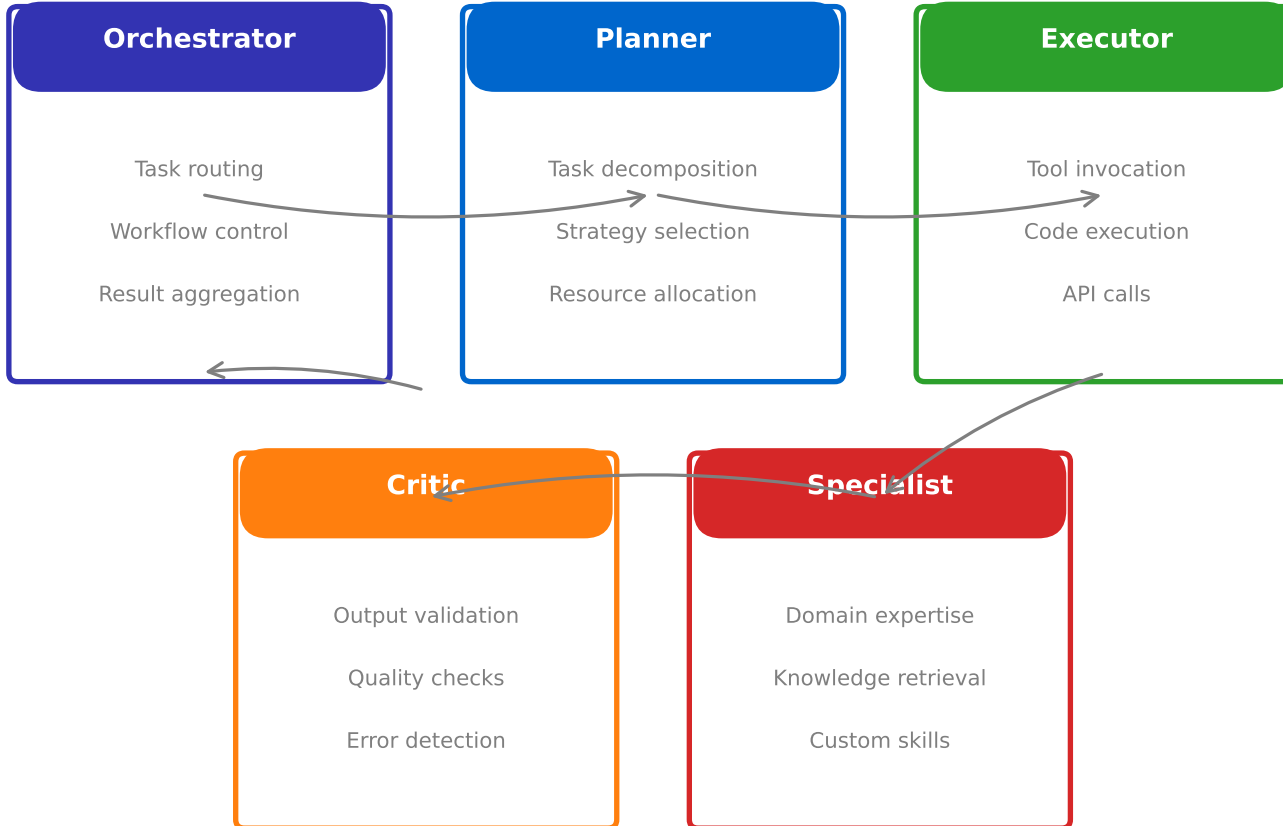 Orchestrator
Task routing
Workflow control
Result aggregation
Planner
Task decomposition
Strategy selection
Resource allocation
Executor
Tool invocation
Code execution
API calls
Critic
Output validation
Quality checks
Error detection
Specialist
Domain expertise
Knowledge retrieval
Custom skills